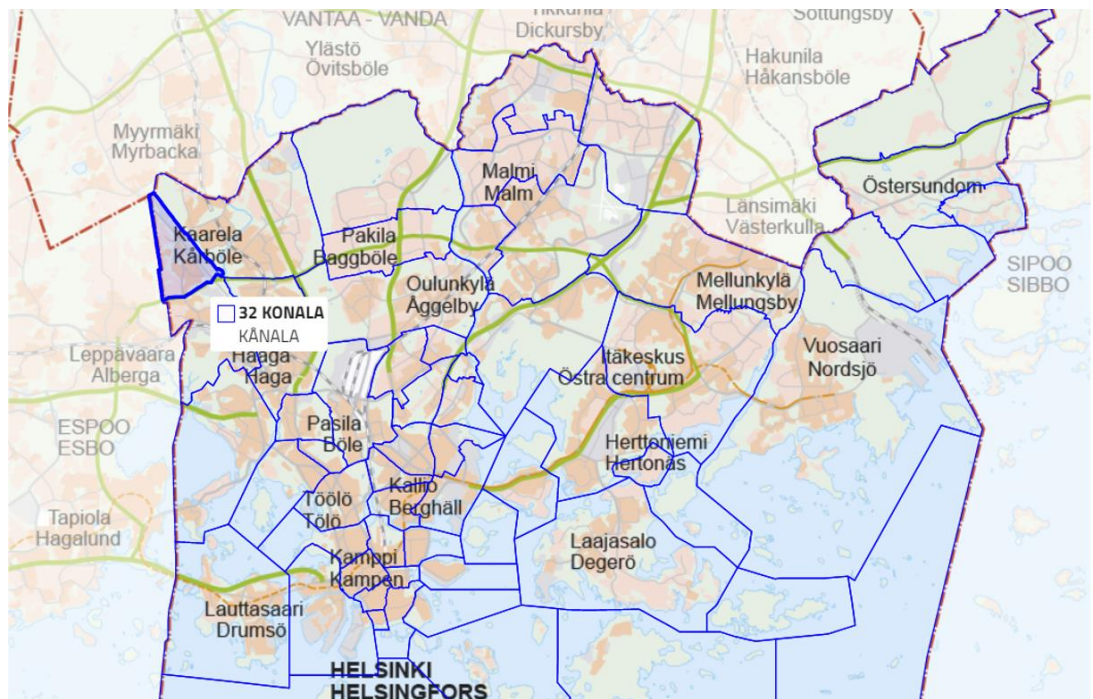 VANTAA - VANDA
Dickursby
Sottungsby
Ylästö
Övitsböle
Hakunila
Håkansböle
Myyrmäki
Myrbacka
Malmi
Malm
Östersundom
Länsimäki
Västerkulla
Kaarela
Kårböle
Pakila
Baggböle
Oulunkylä
Åggelby
Mellunkylä
Mellungsby
SIPOO
SIBBO
32 KONALA
KÅNALA
Leppävaara
Alberga
Haaga
Haga
Itäkeskus
Östra centrum
Vuosaari
Nordsjö
ESPOO
ESBO
Pasila
Böle
Herttoniemi
Hertonäs
Töölö
Tölö
Kallio
Berghäll
Tapiola
Hagalund
Laajasalo
Degerö
Kamppi
Kampen
Lauttasaari
Drumsö
HELSINKI
HELSINGFORS